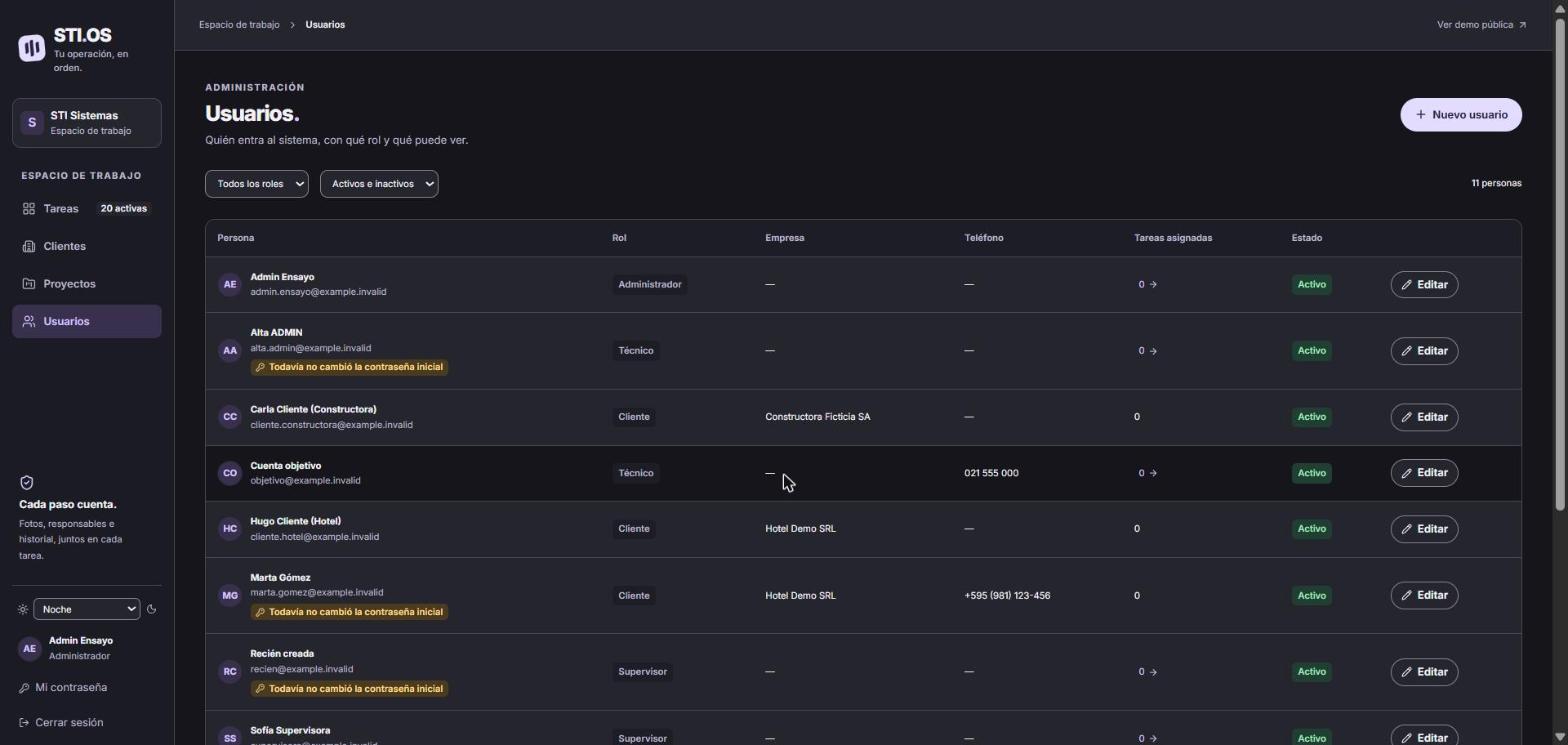 STI.OS
Tu operación, en
orden.
S
STI Sistemas
Espacio de trabajo
ESPACIO DE TRABAJO
Tareas 20 activas
Clientes
Proyectos
Usuarios
Cada paso cuenta.
Fotos, responsables e
historial, juntos en cada
tarea.
Noche
AE
Admin Ensayo
Administrador
Mi contraseña
Cerrar sesión
Espacio de trabajo > Usuarios
Ver demo pública
ADMINISTRACIÓN
Usuarios.
Quién entra al sistema, con qué rol y qué puede ver.
+ Nuevo usuario
Todos los roles Activos e inactivos 11 personas
Persona Rol Empresa Teléfono Tareas asignadas Estado
AE Admin Ensayo
admin.ensayo@example.invalid
Administrador — — 0 → Activo Editar
AA Alta ADMIN
alta.admin@example.invalid
Todavía no cambió la contraseña inicial
Técnico — — 0 → Activo Editar
CC Carla Cliente (Constructora)
cliente.constructora@example.invalid
Cliente Constructora Ficticia SA — 0 Activo Editar
CO Cuenta objetivo
objetivo@example.invalid
Técnico — 021 555 000 0 → Activo Editar
HC Hugo Cliente (Hotel)
cliente.hotel@example.invalid
Cliente Hotel Demo SRL — 0 Activo Editar
MG Marta Gómez
marta.gomez@example.invalid
Todavía no cambió la contraseña inicial
Cliente Hotel Demo SRL +595 (981) 123-456 0 Activo Editar
RC Recién creada
recien@example.invalid
Todavía no cambió la contraseña inicial
Supervisor — — 0 → Activo Editar
SS Sofía Supervisora
Supervisor — — 0 → Activo Editar